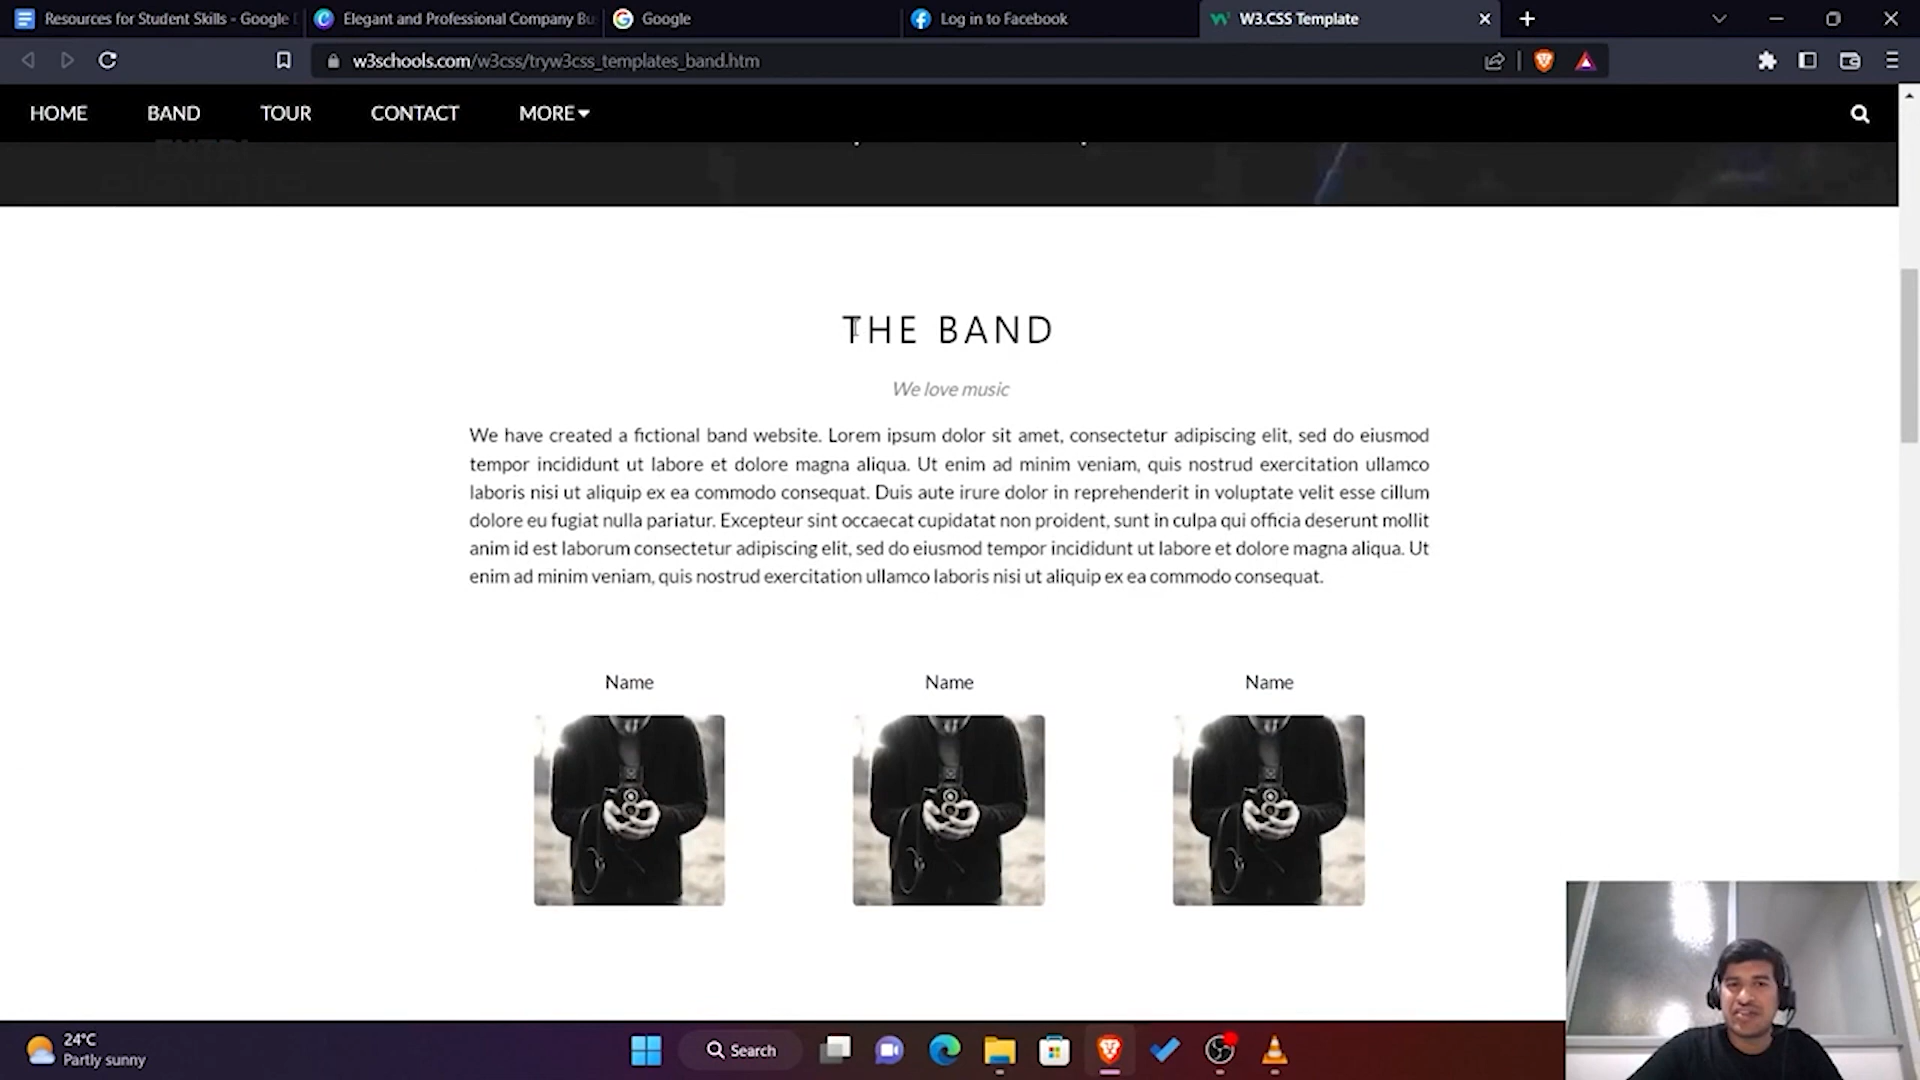 Resources for Student Skills - Google
Elegant and Professional Company Bu
Google
Log in to Facebook
W3.CSS Template
w3schools.com/w3css/tryw3css_templates_band.htm
HOME
BAND
TOUR
CONTACT
MORE
THE BAND
We love music
We have created a fictional band website. Lorem ipsum dolor sit amet, consectetur adipiscing elit, sed do eiusmod
tempor incididunt ut labore et dolore magna aliqua. Ut enim ad minim veniam, quis nostrud exercitation ullamco
laboris nisi ut aliquip ex ea commodo consequat. Duis aute irure dolor in reprehenderit in voluptate velit esse cillum
dolore eu fugiat nulla pariatur. Excepteur sint occaecat cupidatat non proident, sunt in culpa qui officia deserunt mollit
anim id est laborum consectetur adipiscing elit, sed do eiusmod tempor incididunt ut labore et dolore magna aliqua. Ut
enim ad minim veniam, quis nostrud exercitation ullamco laboris nisi ut aliquip ex ea commodo consequat.
Name
Name
Name
24°C
Partly sunny
Search